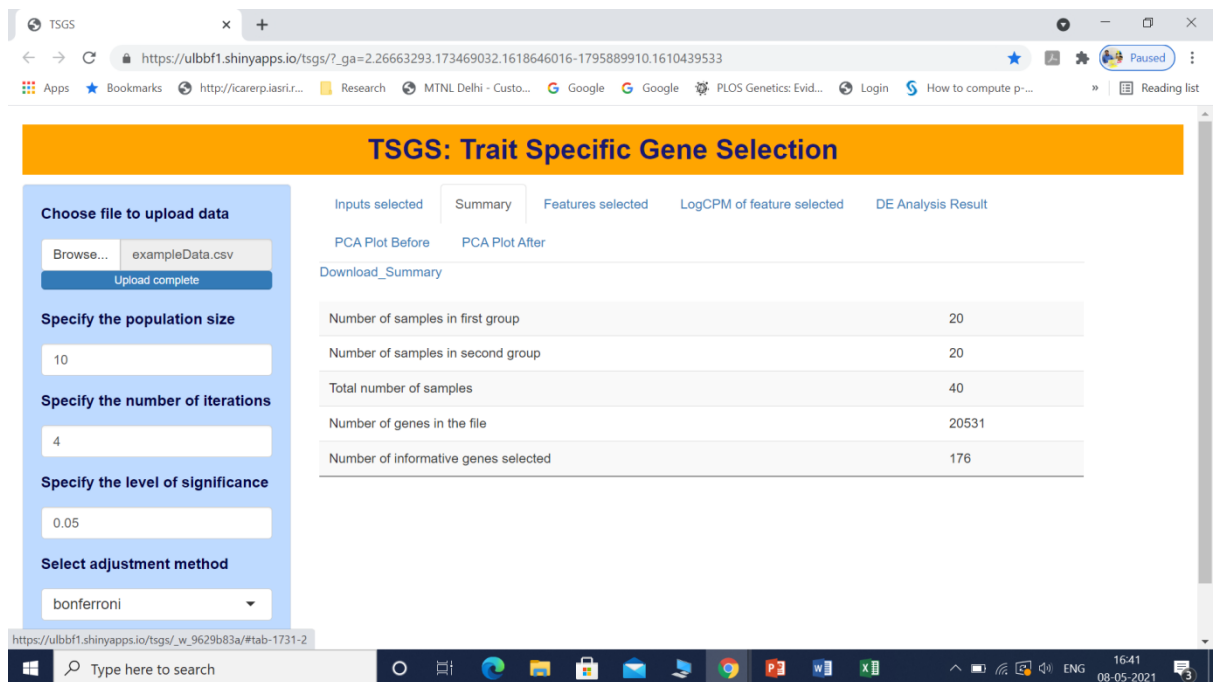 TSGS
https://ulbbf1.shinyapps.io/tsgs/?_ga=2.26663293.173469032.1618646016-1795889910.1610439533
Paused
Apps Bookmarks http://icarerp.iasri.r... Research MTNL Delhi - Custo... Google Google PLOS Genetics: Evid... Login How to compute p-... » Reading list
TSGS: Trait Specific Gene Selection
Choose file to upload data
Browse... exampleData.csv
Upload complete
Specify the population size
10
Specify the number of iterations
4
Specify the level of significance
0.05
Select adjustment method
bonferroni
Inputs selected Summary Features selected LogCPM of feature selected DE Analysis Result
PCA Plot Before PCA Plot After
Download_Summary
Number of samples in first group 20
Number of samples in second group 20
Total number of samples 40
Number of genes in the file 20531
Number of informative genes selected 176
https://ulbbf1.shinyapps.io/tsgs/_w_9629b83a/#tab-1731-2
Type here to search
ENG
16:41
08-05-2021
3